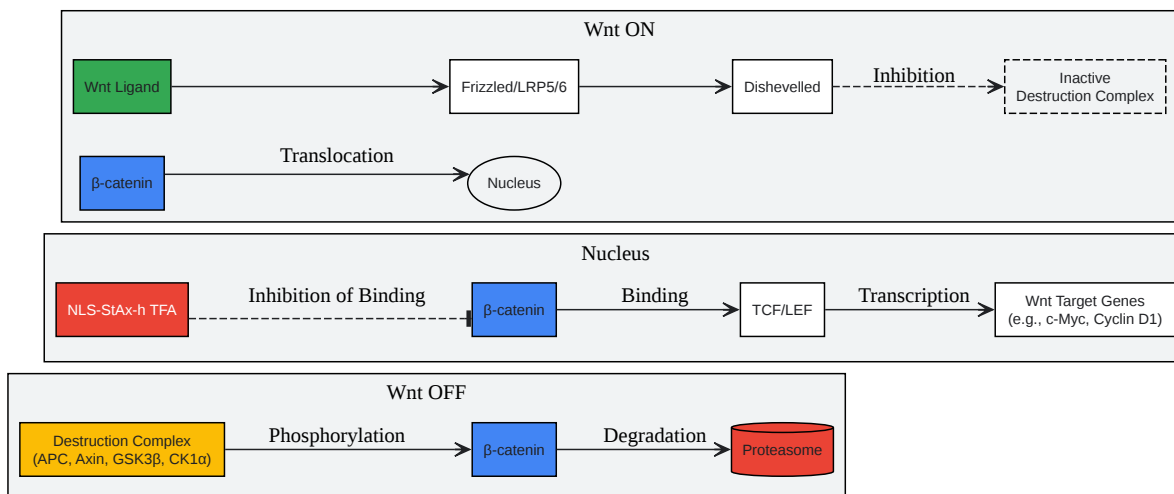 Wnt ON
Wnt Ligand
Frizzled/LRP5/6
Dishevelled
Inhibition
Inactive
Destruction Complex
β-catenin
Translocation
Nucleus
Nucleus
NLS-StAx-h TFA
Inhibition of Binding
β-catenin
Binding
TCF/LEF
Transcription
Wnt Target Genes
(e.g., c-Myc, Cyclin D1)
Wnt OFF
Destruction Complex
(APC, Axin, GSK3β, CK1α)
Phosphorylation
β-catenin
Degradation
Proteasome